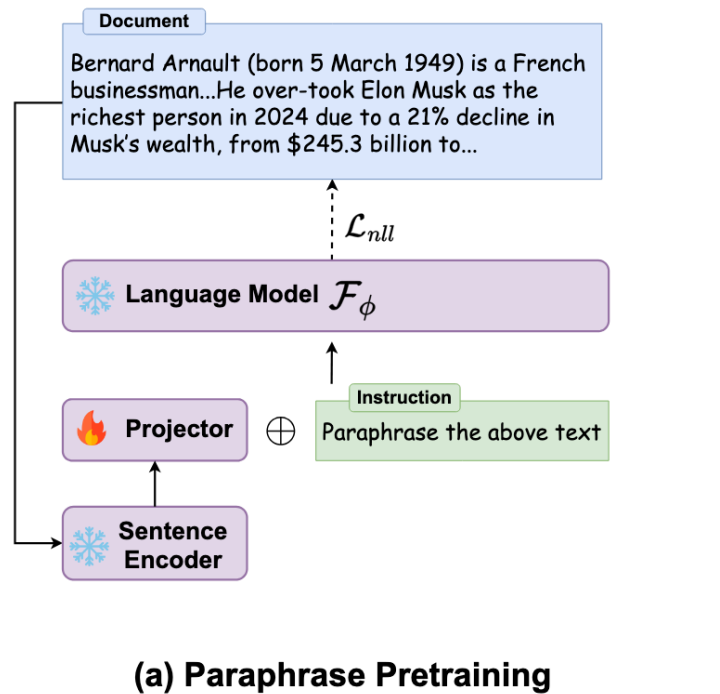 Document
Bernard Arnault (born 5 March 1949) is a French
businessman...He over-took Elon Musk as the
richest person in 2024 due to a 21% decline in
Musk's wealth, from $245.3 billion to...
ℒnll
Language Model ℱϕ
Instruction
Projector ⊕ Paraphrase the above text
Sentence
Encoder
(a) Paraphrase Pretraining